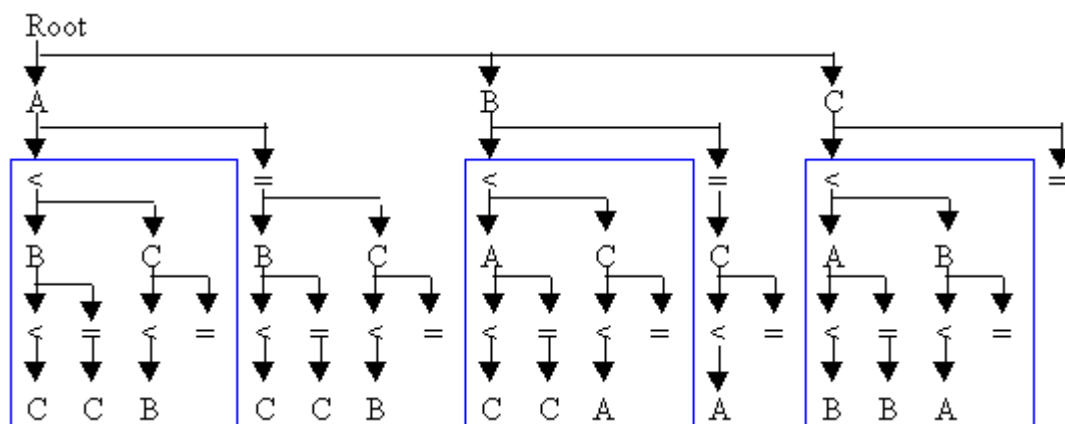 Root
A B C
< = < = < =
B C B C A C C A B
< = < = < = < = < = < = < = < = < =
C C B C C B C C A A B B A